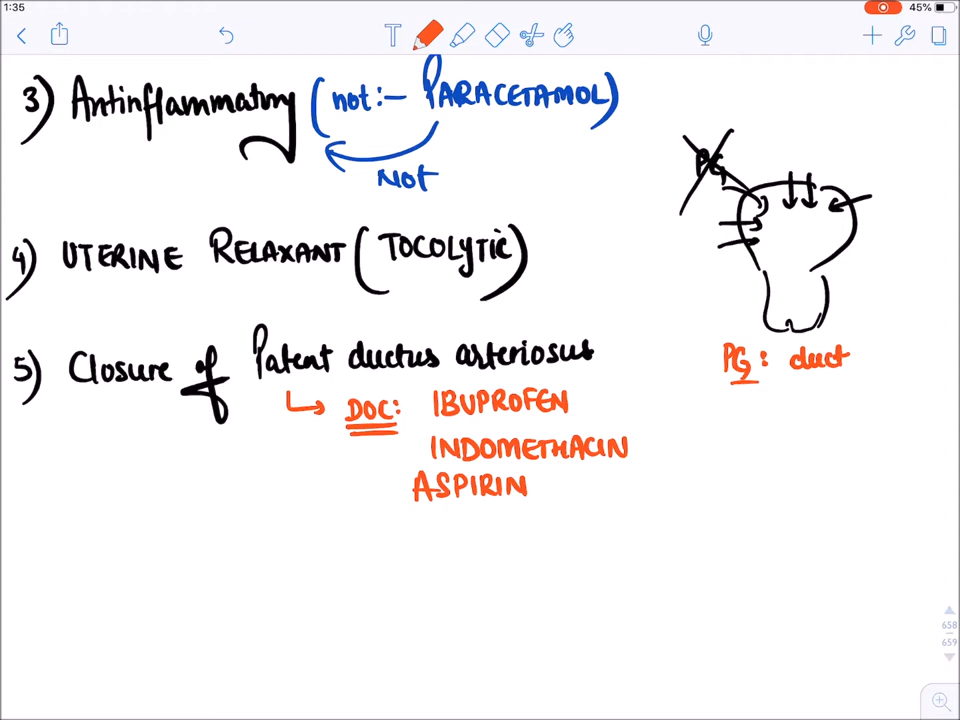 1:35
45%
T
3) Antinflammatory (not:- PARACETAMOL)
Not
PG
4) UTERINE RELAXANT (TOCOLYTIC)
5) Closure of Patent ductus arteriosus
PG : duct
DOC: IBUPROFEN
INDOMETHACIN
ASPIRIN
658
659